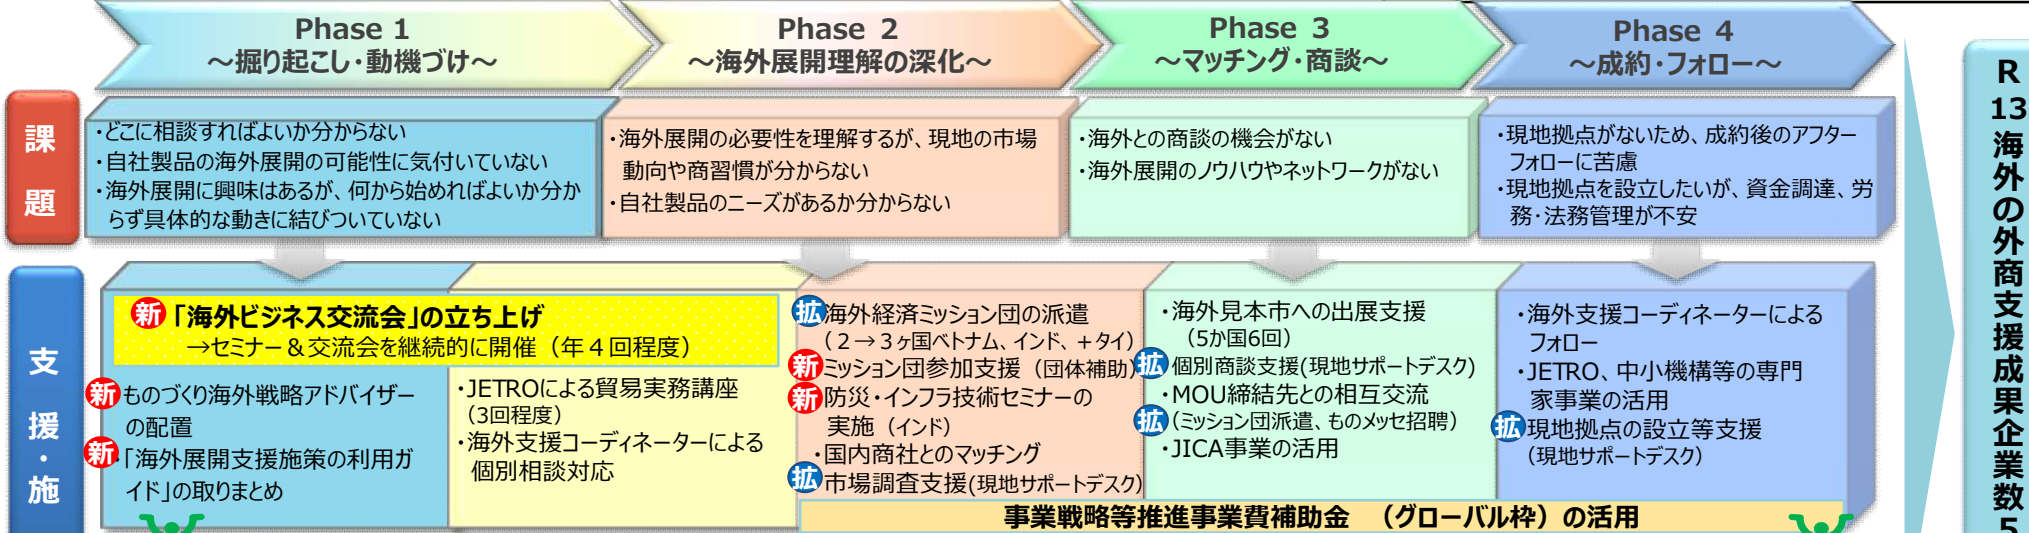 Phase 1
～掘り起こし・動機づけ～
Phase 2
～海外展開理解の深化～
Phase 3
～マッチング・商談～
Phase 4
～成約・フォロー～
課題
・どこに相談すればよいか分からない
・自社製品の海外展開の可能性に気付いていない
・海外展開に興味はあるが、何から始めればよいか分か
らず具体的な動きに結びついていない
・海外展開の必要性を理解するが、現地の市場
動向や商習慣が分からない
・自社製品のニーズがあるか分からない
・海外との商談の機会がない
・海外展開のノウハウやネットワークがない
・現地拠点がないため、成約後のアフター
フォローに苦慮
・現地拠点を設立したいが、資金調達、労
務・法務管理が不安
支援・施
新「海外ビジネス交流会」の立ち上げ
→セミナー＆交流会を継続的に開催（年４回程度）
新 ものづくり海外戦略アドバイザー
の配置
新・「海外展開支援施策の利用ガ
イド」の取りまとめ
・JETROによる貿易実務講座
（3回程度）
・海外支援コーディネーターによる
個別相談対応
拡 海外経済ミッション団の派遣
（２→３ヶ国ベトナム、インド、＋タイ）
新 ミッション団参加支援（団体補助）
新 防災・インフラ技術セミナーの
実施（インド）
・国内商社とのマッチング
拡 市場調査支援(現地サポートデスク)
・海外見本市への出展支援
（5か国6回）
拡 個別商談支援(現地サポートデスク)
・MOU締結先との相互交流
拡（ミッション団派遣、ものメッセ招聘）
・JICA事業の活用
・海外支援コーディネーターによる
フォロー
・JETRO、中小機構等の専門
家事業の活用
拡 現地拠点の設立等支援
（現地サポートデスク）
事業戦略等推進事業費補助金　（グローバル枠）の活用
R13海外の外商支援成果企業数